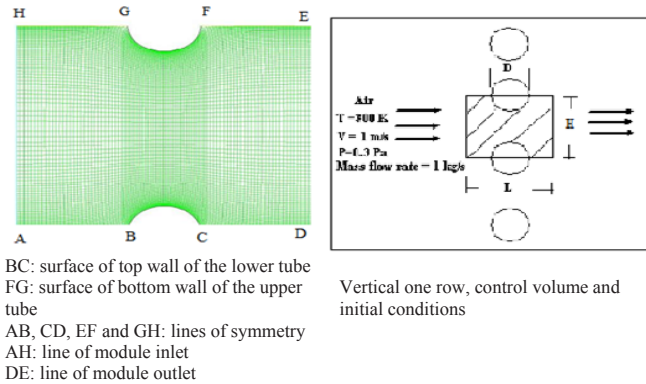 H
G
F
E
A
B
C
D
BC: surface of top wall of the lower tube
FG: surface of bottom wall of the upper
tube
AB, CD, EF and GH: lines of symmetry
AH: line of module inlet
DE: line of module outlet
D
Air
T =300 K
V = 1 m/s
Mass flow rate = 1 kg/s
H
L
Vertical one row, control volume and
initial conditions